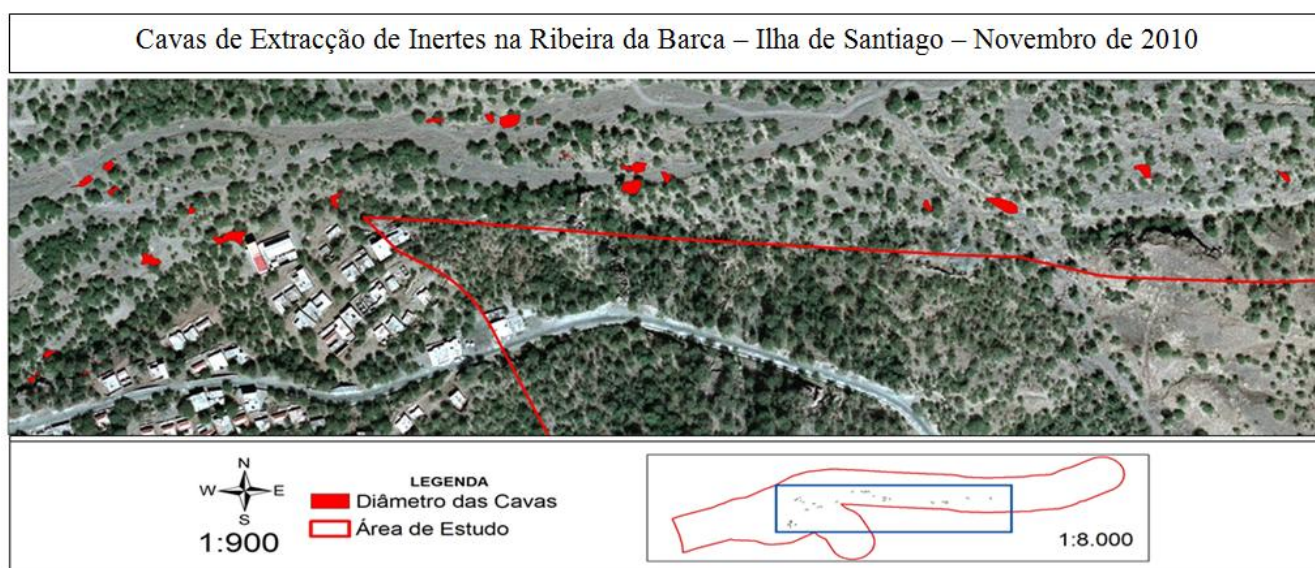 Cavas de Extracção de Inertes na Ribeira da Barca – Ilha de Santiago – Novembro de 2010
N
W E
S
1:900
LEGENDA
Diâmetro das Cavas
Área de Estudo
1:8.000